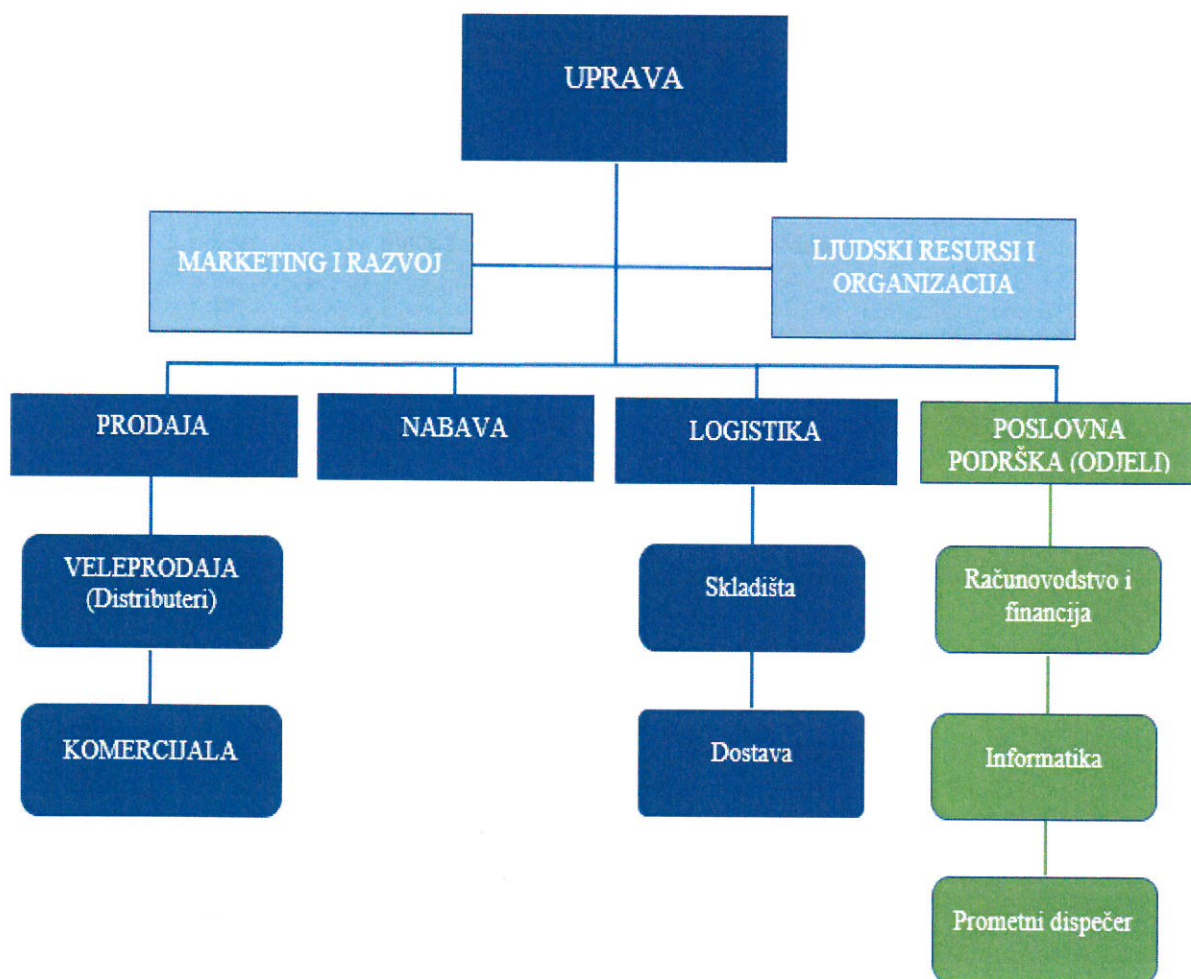 UPRAVA
MARKETING I RAZVOJ
LJUDSKI RESURSI I
ORGANIZACIJA
PRODAJA
NABAVA
LOGISTIKA
POSLOVNA
PODRŠKA (ODJELI)
VELEPRODAJA
(Distributeri)
Skladišta
Računovodstvo i
financija
KOMERCIJALA
Dostava
Informatika
Prometni dispečer